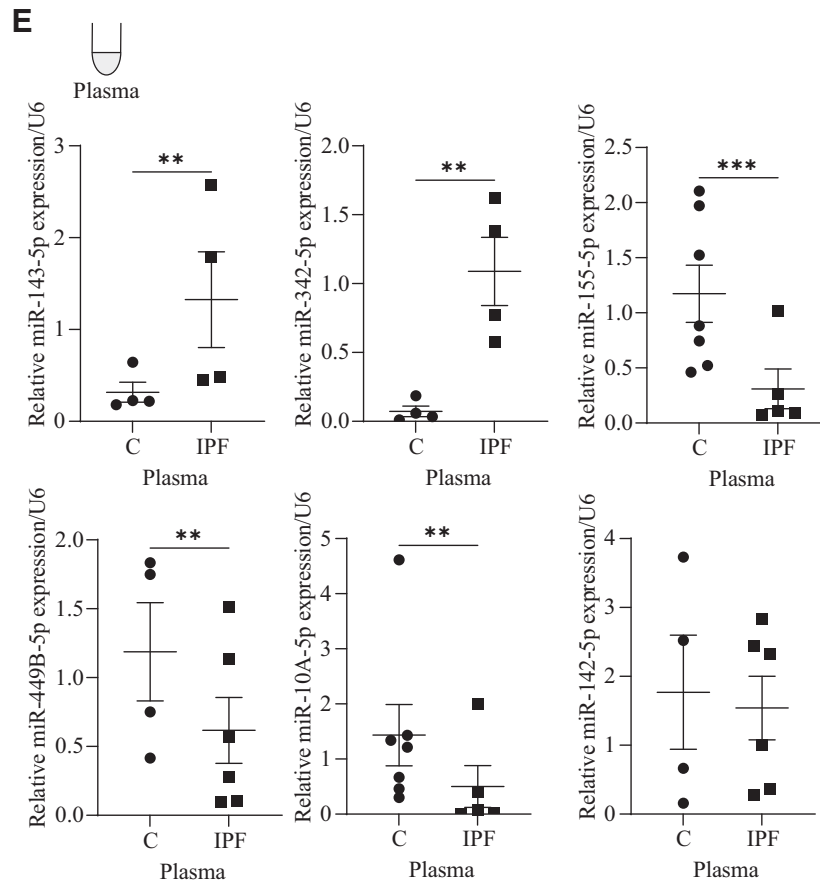 E
Plasma
Relative miR-143-5p expression/U6
3
2
1
0
**
C
IPF
Plasma
Relative miR-342-5p expression/U6
2.0
1.5
1.0
0.5
0.0
**
C
IPF
Plasma
Relative miR-155-5p expression/U6
2.5
2.0
1.5
1.0
0.5
0.0
***
C
IPF
Plasma
Relative miR-449B-5p expression/U6
2.0
1.5
1.0
0.5
0.0
**
C
IPF
Plasma
Relative miR-10A-5p expression/U6
5
4
3
2
1
0
**
C
IPF
Plasma
Relative miR-142-5p expression/U6
4
3
2
1
0
C
IPF
Plasma